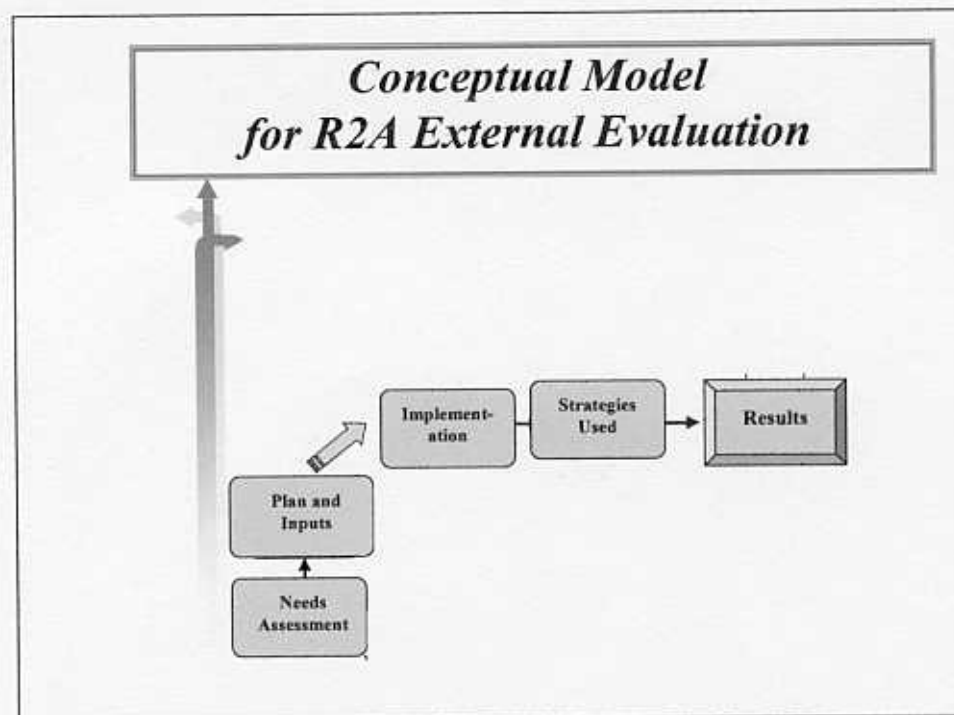 Conceptual Model
for R2A External Evaluation
Implement-
ation
Strategies
Used
Results
Plan and
Inputs
Needs
Assessment